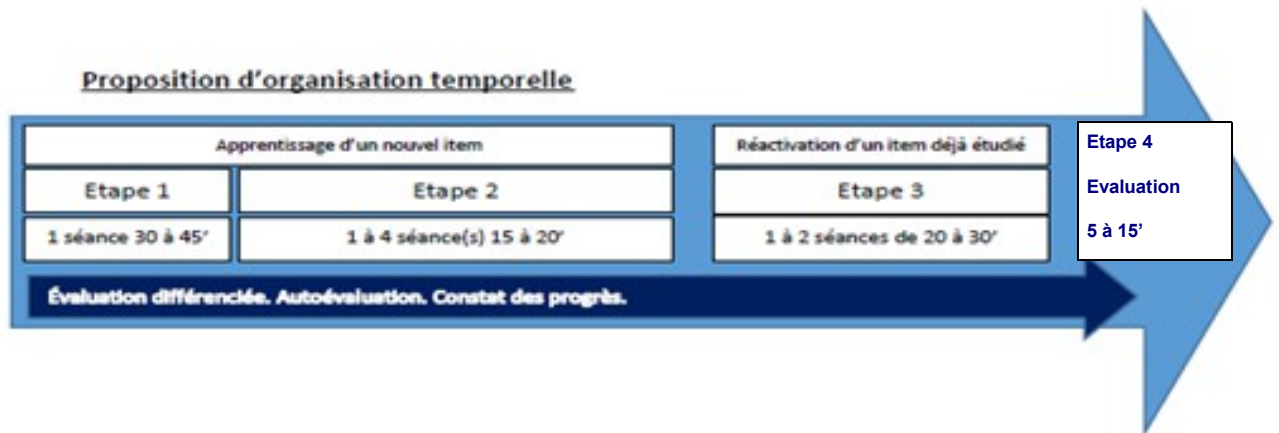 Proposition d'organisation temporelle
Apprentissage d'un nouvel item
Réactivation d'un item déjà étudié
Etape 1
Etape 2
Etape 3
1 séance 30 à 45'
1 à 4 séance(s) 15 à 20'
1 à 2 séances de 20 à 30'
Etape 4
Evaluation
5 à 15'
Évaluation différenciée. Autoévaluation. Constat des progrès.